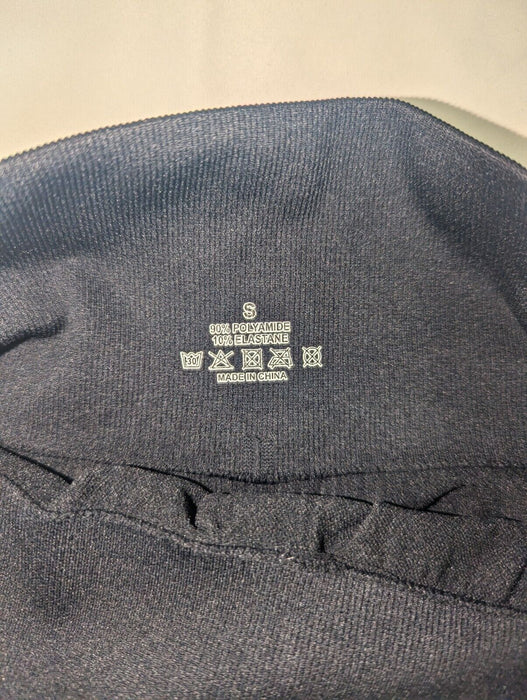 S
90% POLYAMIDE
10% ELASTANE
30
MADE IN CHINA